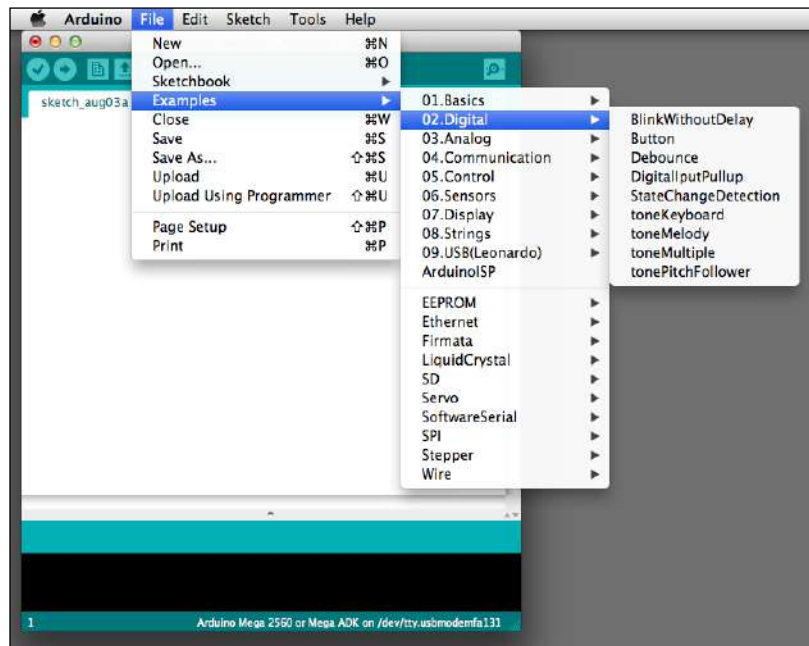 Arduino File Edit Sketch Tools Help
New ⌘N
Open... ⌘O
Sketchbook
Examples
Close ⌘W
Save ⌘S
Save As... ⇧⌘S
Upload ⌘U
Upload Using Programmer ⇧⌘U
Page Setup ⇧⌘P
Print ⌘P
sketch_aug03a
01.Basics
02.Digital
03.Analog
04.Communication
05.Control
06.Sensors
07.Display
08.Strings
09.USB(Leonardo)
ArduinoISP
EEPROM
Ethernet
Firmata
LiquidCrystal
SD
Servo
SoftwareSerial
SPI
Stepper
Wire
BlinkWithoutDelay
Button
Debounce
DigitalIputPullup
StateChangeDetection
toneKeyboard
toneMelody
toneMultiple
tonePitchFollower
1 Arduino Mega 2560 or Mega ADK on /dev/tty.usbmodemfa131